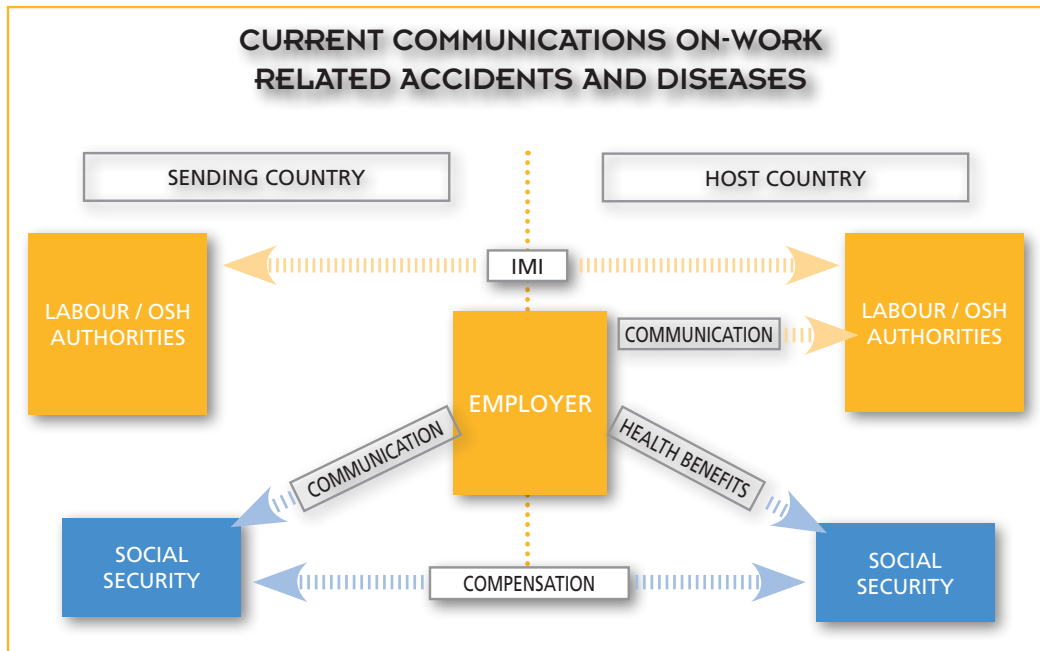 CURRENT COMMUNICATIONS ON-WORK
RELATED ACCIDENTS AND DISEASES
SENDING COUNTRY
HOST COUNTRY
IMI
LABOUR / OSH
AUTHORITIES
LABOUR / OSH
AUTHORITIES
COMMUNICATION
EMPLOYER
COMMUNICATION
HEALTH BENEFITS
SOCIAL
SECURITY
COMPENSATION
SOCIAL
SECURITY